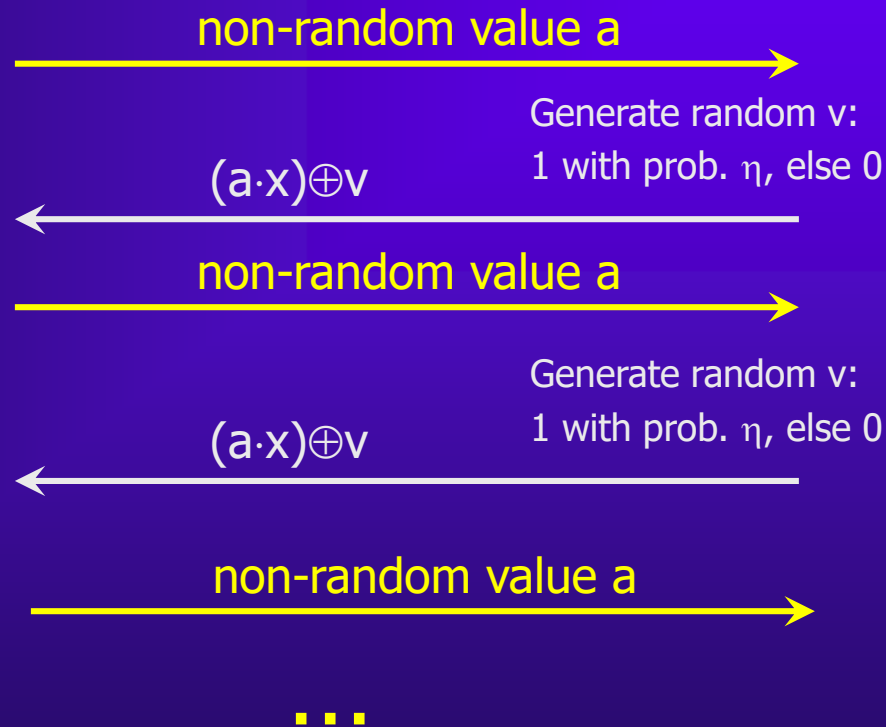 non-random value a
Generate random v:
1 with prob. η, else 0
(a·x)⊕v
non-random value a
Generate random v:
1 with prob. η, else 0
(a·x)⊕v
non-random value a
...